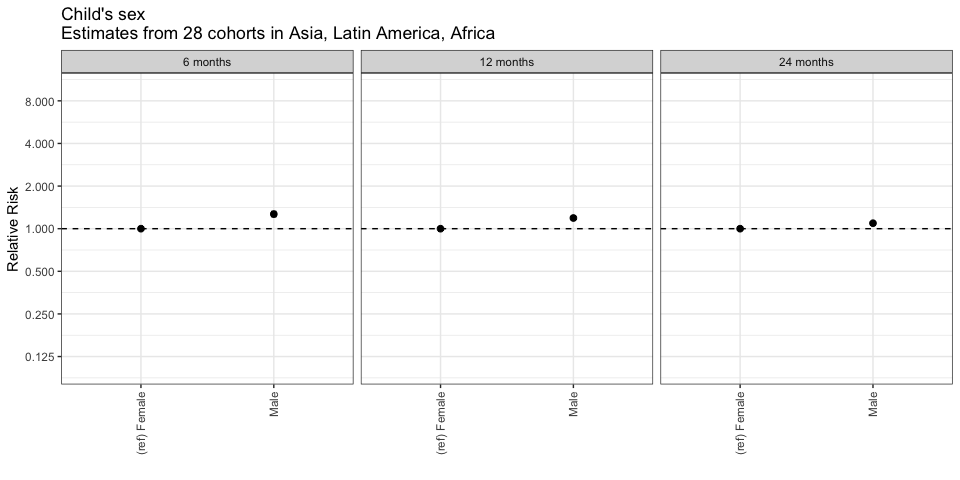 Child's sex
Estimates from 28 cohorts in Asia, Latin America, Africa
6 months
12 months
24 months
Relative Risk
8.000
4.000
2.000
1.000
0.500
0.250
0.125
(ref) Female
Male
(ref) Female
Male
(ref) Female
Male